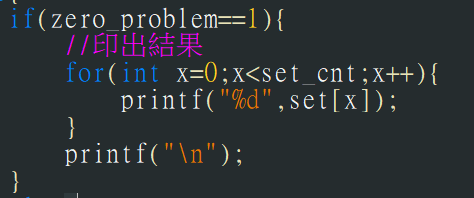 if(zero_problem==1){
//印出結果
for(int x=0;x<set_cnt;x++){
printf("%d",set[x]);
}
printf("\n");
}